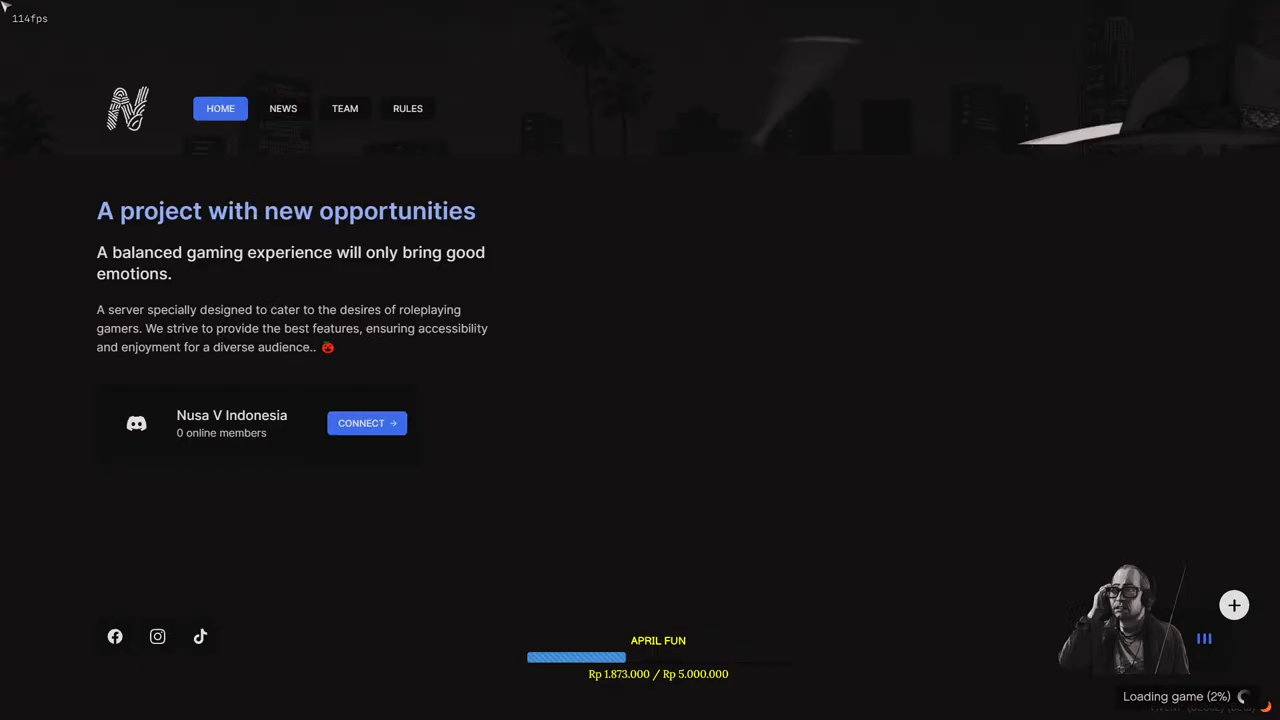 114fps
HOME NEWS TEAM RULES
A project with new opportunities
A balanced gaming experience will only bring good
emotions.
A server specially designed to cater to the desires of roleplaying
gamers. We strive to provide the best features, ensuring accessibility
and enjoyment for a diverse audience..
Nusa V Indonesia
0 online members
CONNECT →
APRIL FUN
Rp 1.873.000 / Rp 5.000.000
Loading game (2%)